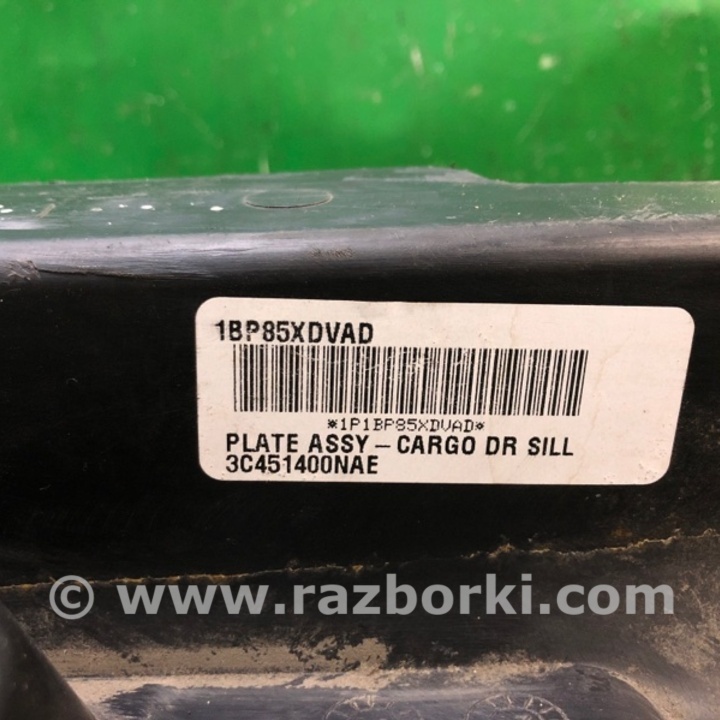 1BP85XDVAD
*1P1BP85XDVAD*
PLATE ASSY-CARGO DR SILL
3C451400NAE
© www.razborki.com